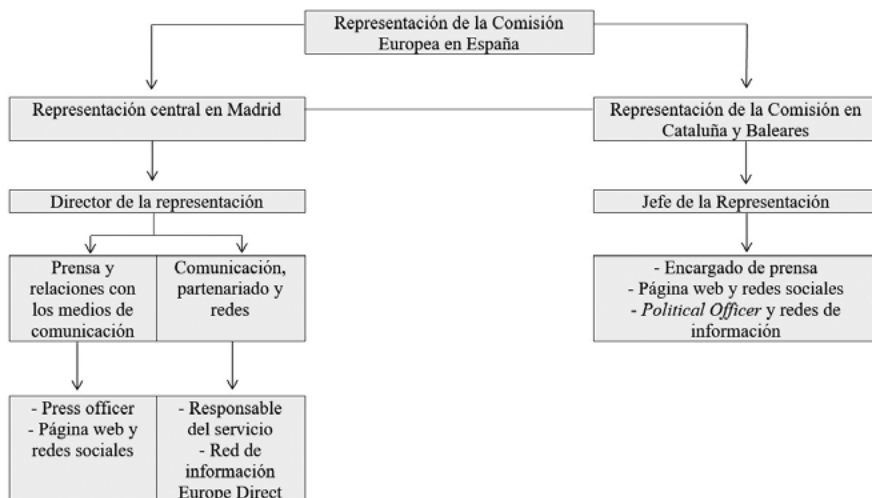 Representación de la Comisión
Europea en España
Representación central en Madrid
Representación de la Comisión en
Cataluña y Baleares
Director de la representación
Jefe de la Representación
Prensa y
relaciones con
los medios de
comunicación
Comunicación,
partenariado y
redes
- Encargado de prensa
- Página web y redes sociales
- Political Officer y redes de
información
- Press officer
- Página web y
redes sociales
- Responsable
del servicio
- Red de
información
Europe Direct